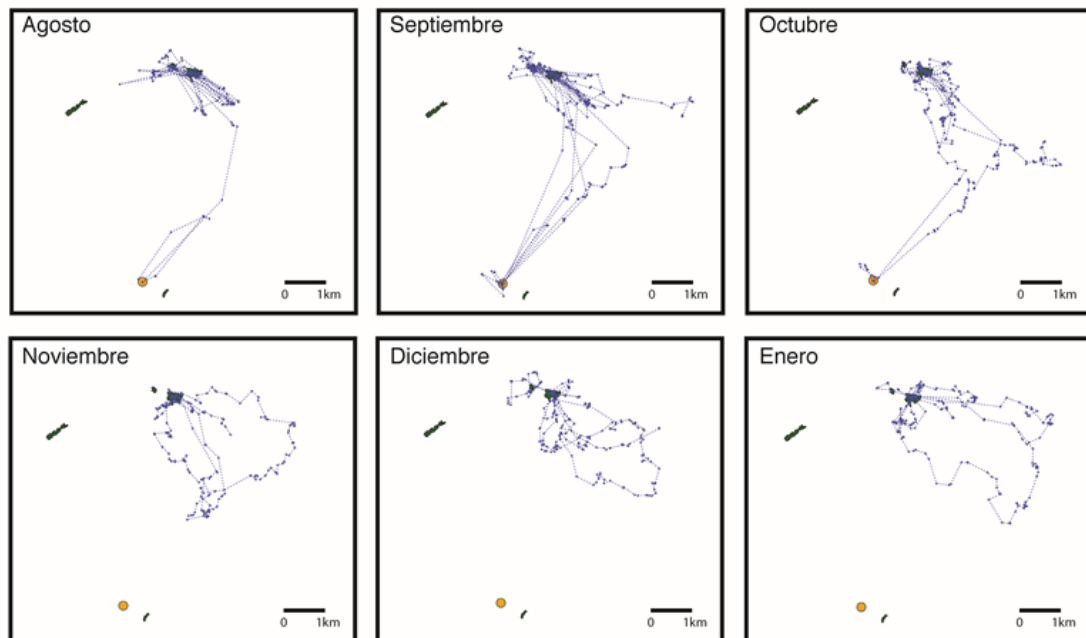 Agosto
Septiembre
Octubre
0 1km
0 1km
0 1km
Noviembre
Diciembre
Enero
0 1km
0 1km
0 1km